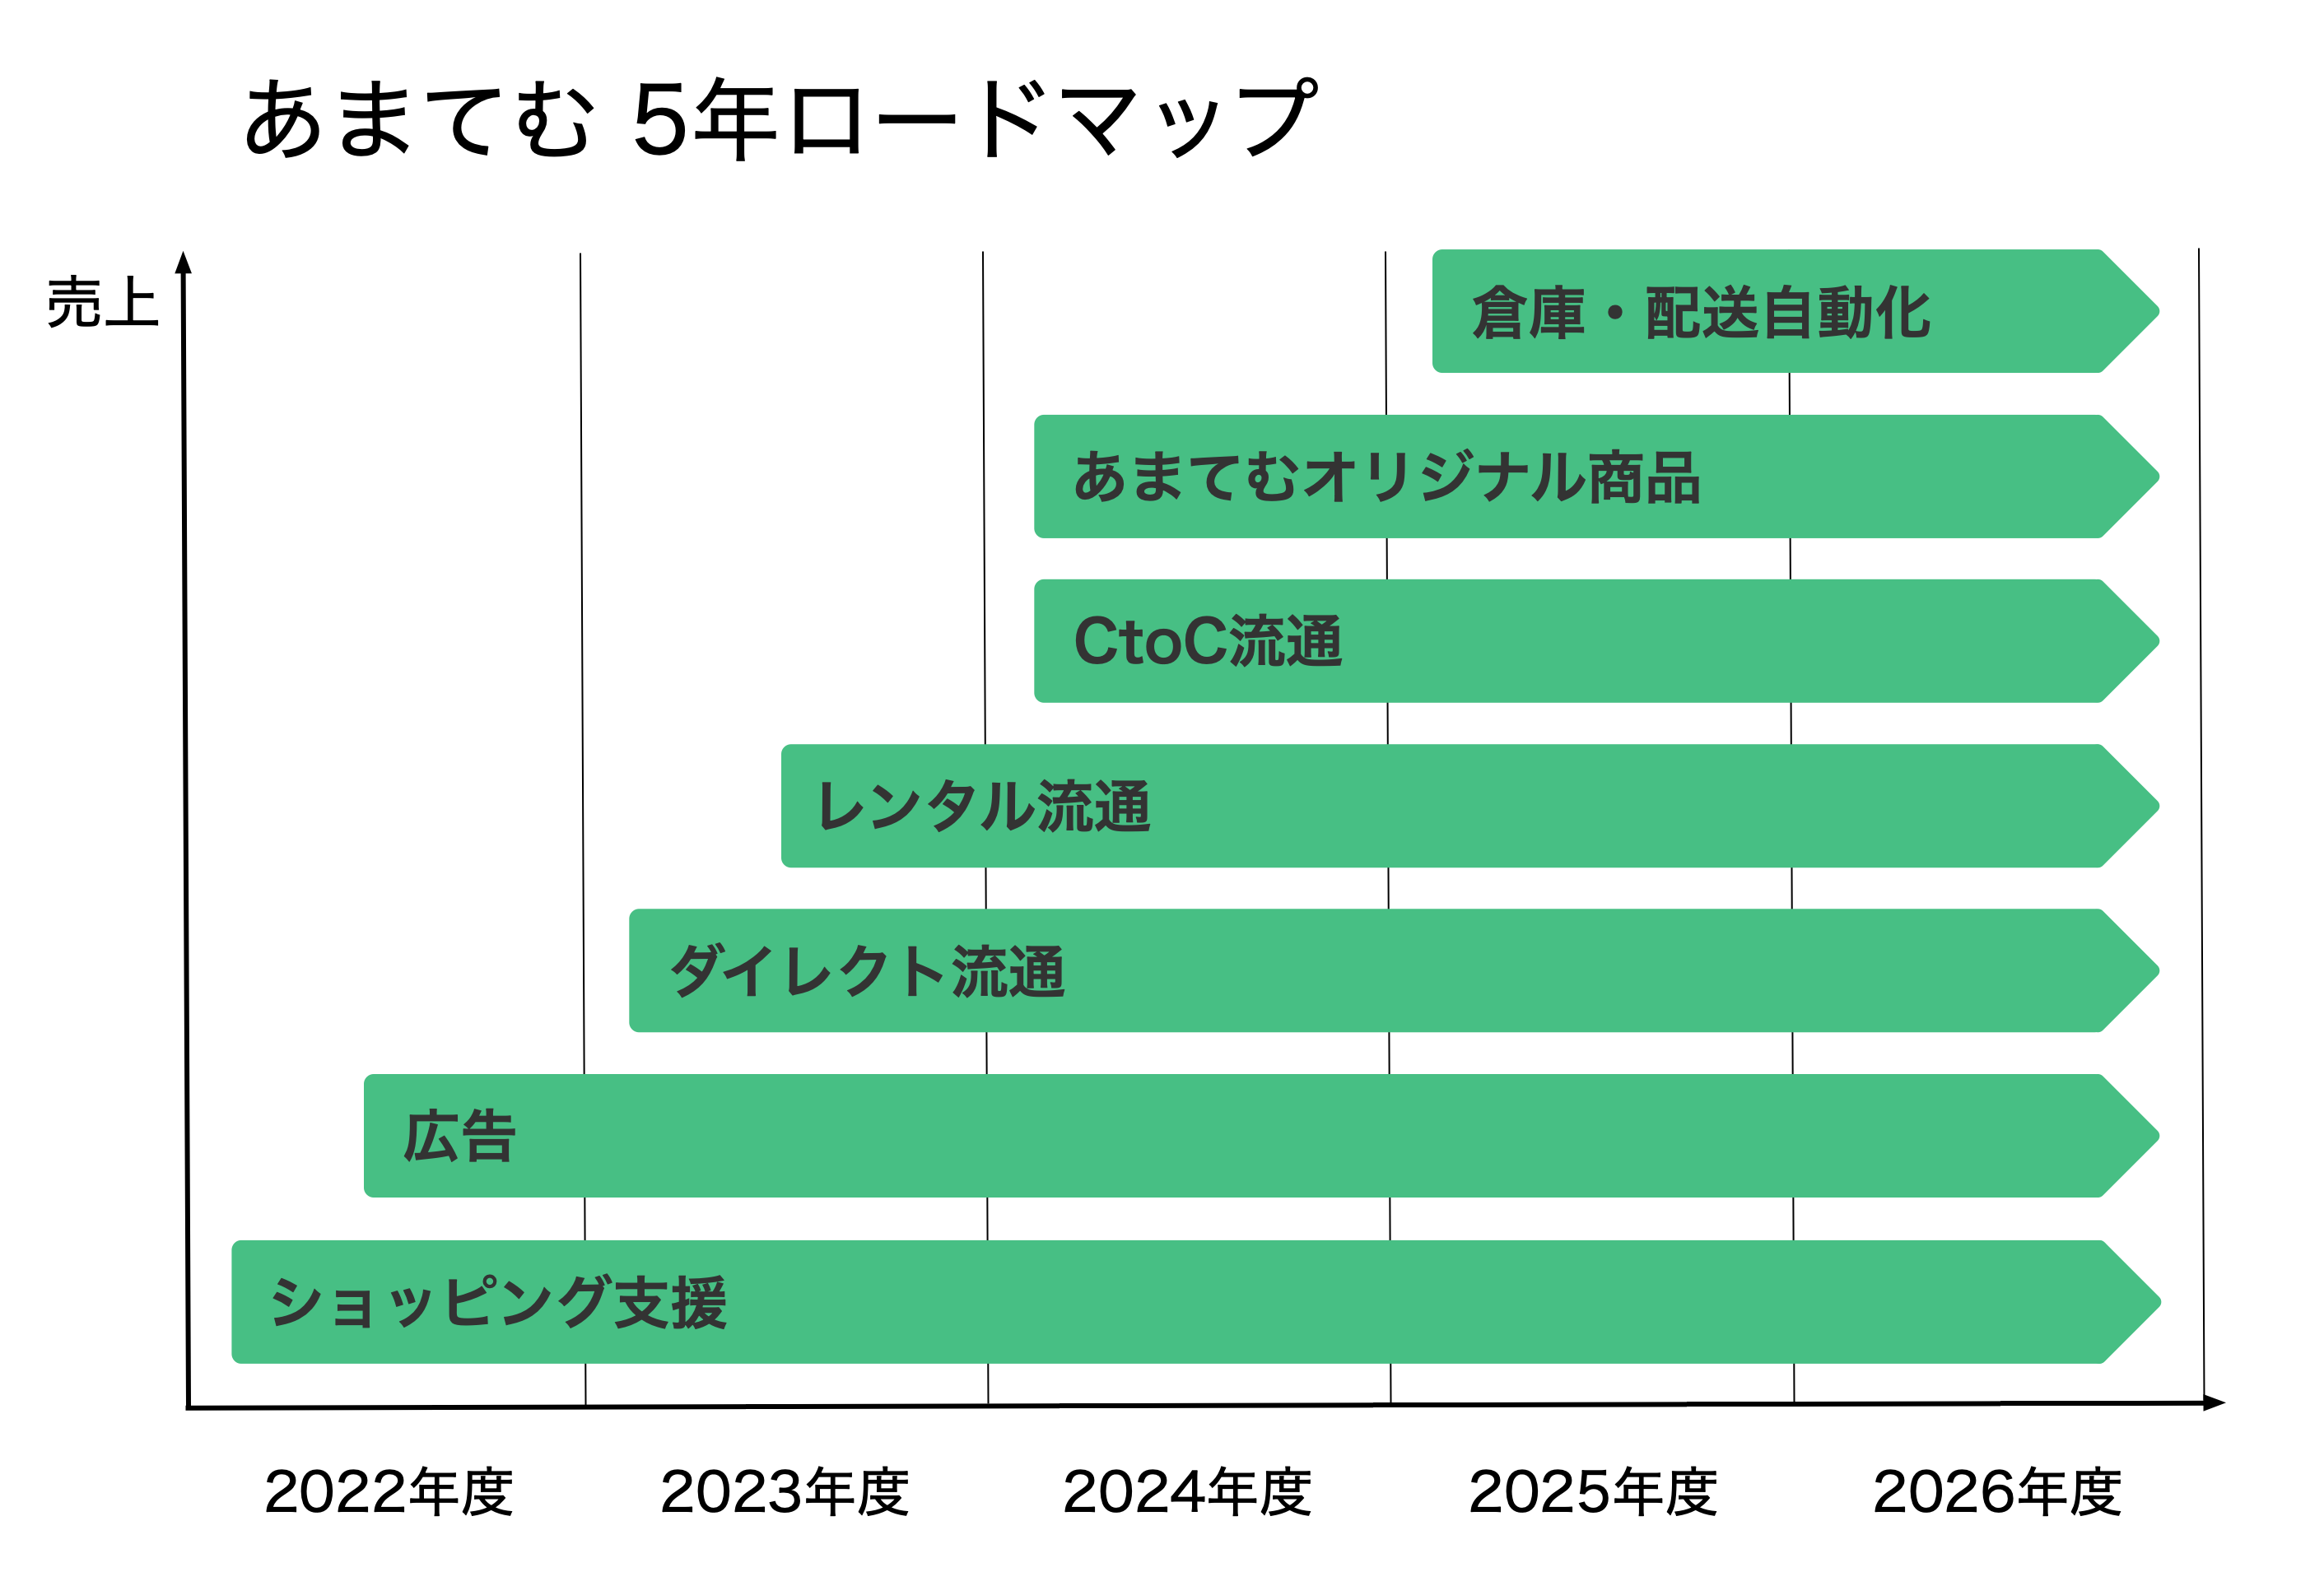 あまてむ 5年ロードマップ
売上
倉庫・配送自動化
あまてむオリジナル商品
CtoC流通
レンタル流通
ダイレクト流通
広告
ショッピング支援
2022年度 2023年度 2024年度 2025年度 2026年度